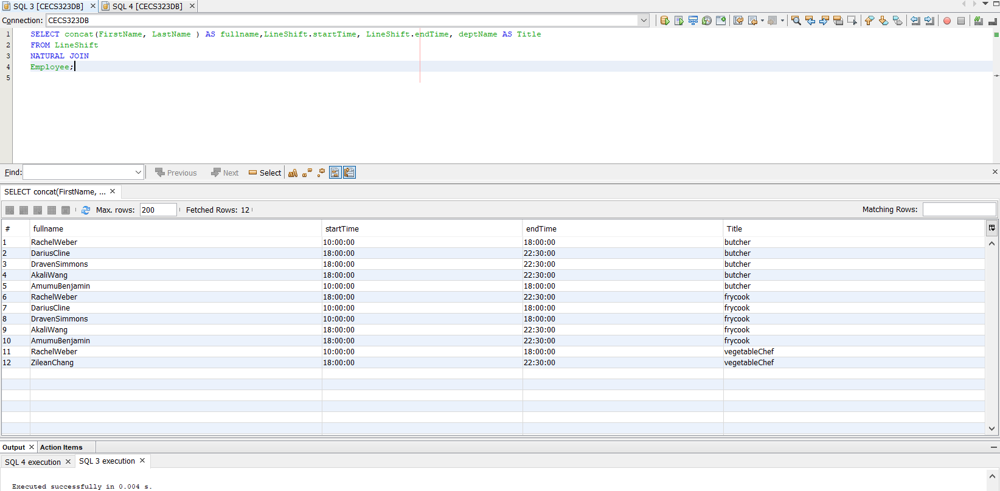 SQL 3 [CECS323DB] × SQL 4 [CECS323DB] ×
Connection: CECS323DB
1 SELECT concat(FirstName, LastName ) AS fullname,LineShift.startTime, LineShift.endTime, deptName AS Title
2 FROM LineShift
3 NATURAL JOIN
4 Employee;
5
Find: Previous Next Select
SELECT concat(FirstName, ... ×
Max. rows: 200 Fetched Rows: 12 Matching Rows:
# fullname startTime endTime Title
1 RachelWeber 10:00:00 18:00:00 butcher
2 DariusCline 18:00:00 22:30:00 butcher
3 DravenSimmons 18:00:00 22:30:00 butcher
4 AkaliWang 18:00:00 22:30:00 butcher
5 AmumuBenjamin 10:00:00 18:00:00 butcher
6 RachelWeber 18:00:00 22:30:00 frycook
7 DariusCline 10:00:00 18:00:00 frycook
8 DravenSimmons 10:00:00 18:00:00 frycook
9 AkaliWang 18:00:00 22:30:00 frycook
10 AmumuBenjamin 18:00:00 22:30:00 frycook
11 RachelWeber 10:00:00 18:00:00 vegetableChef
12 ZileanChang 18:00:00 22:30:00 vegetableChef
Output × Action Items
SQL 4 execution × SQL 3 execution ×
Executed successfully in 0.004 s.